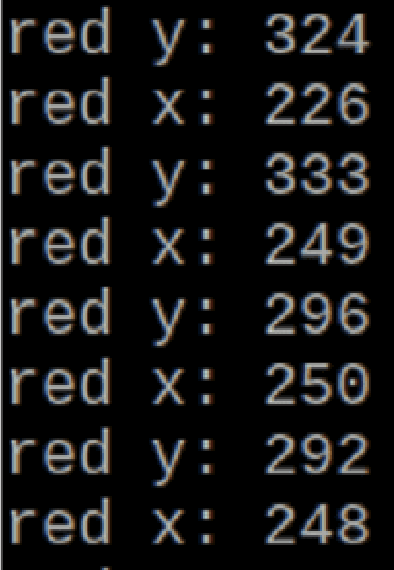 red y: 324
red x: 226
red y: 333
red x: 249
red y: 296
red x: 250
red y: 292
red x: 248